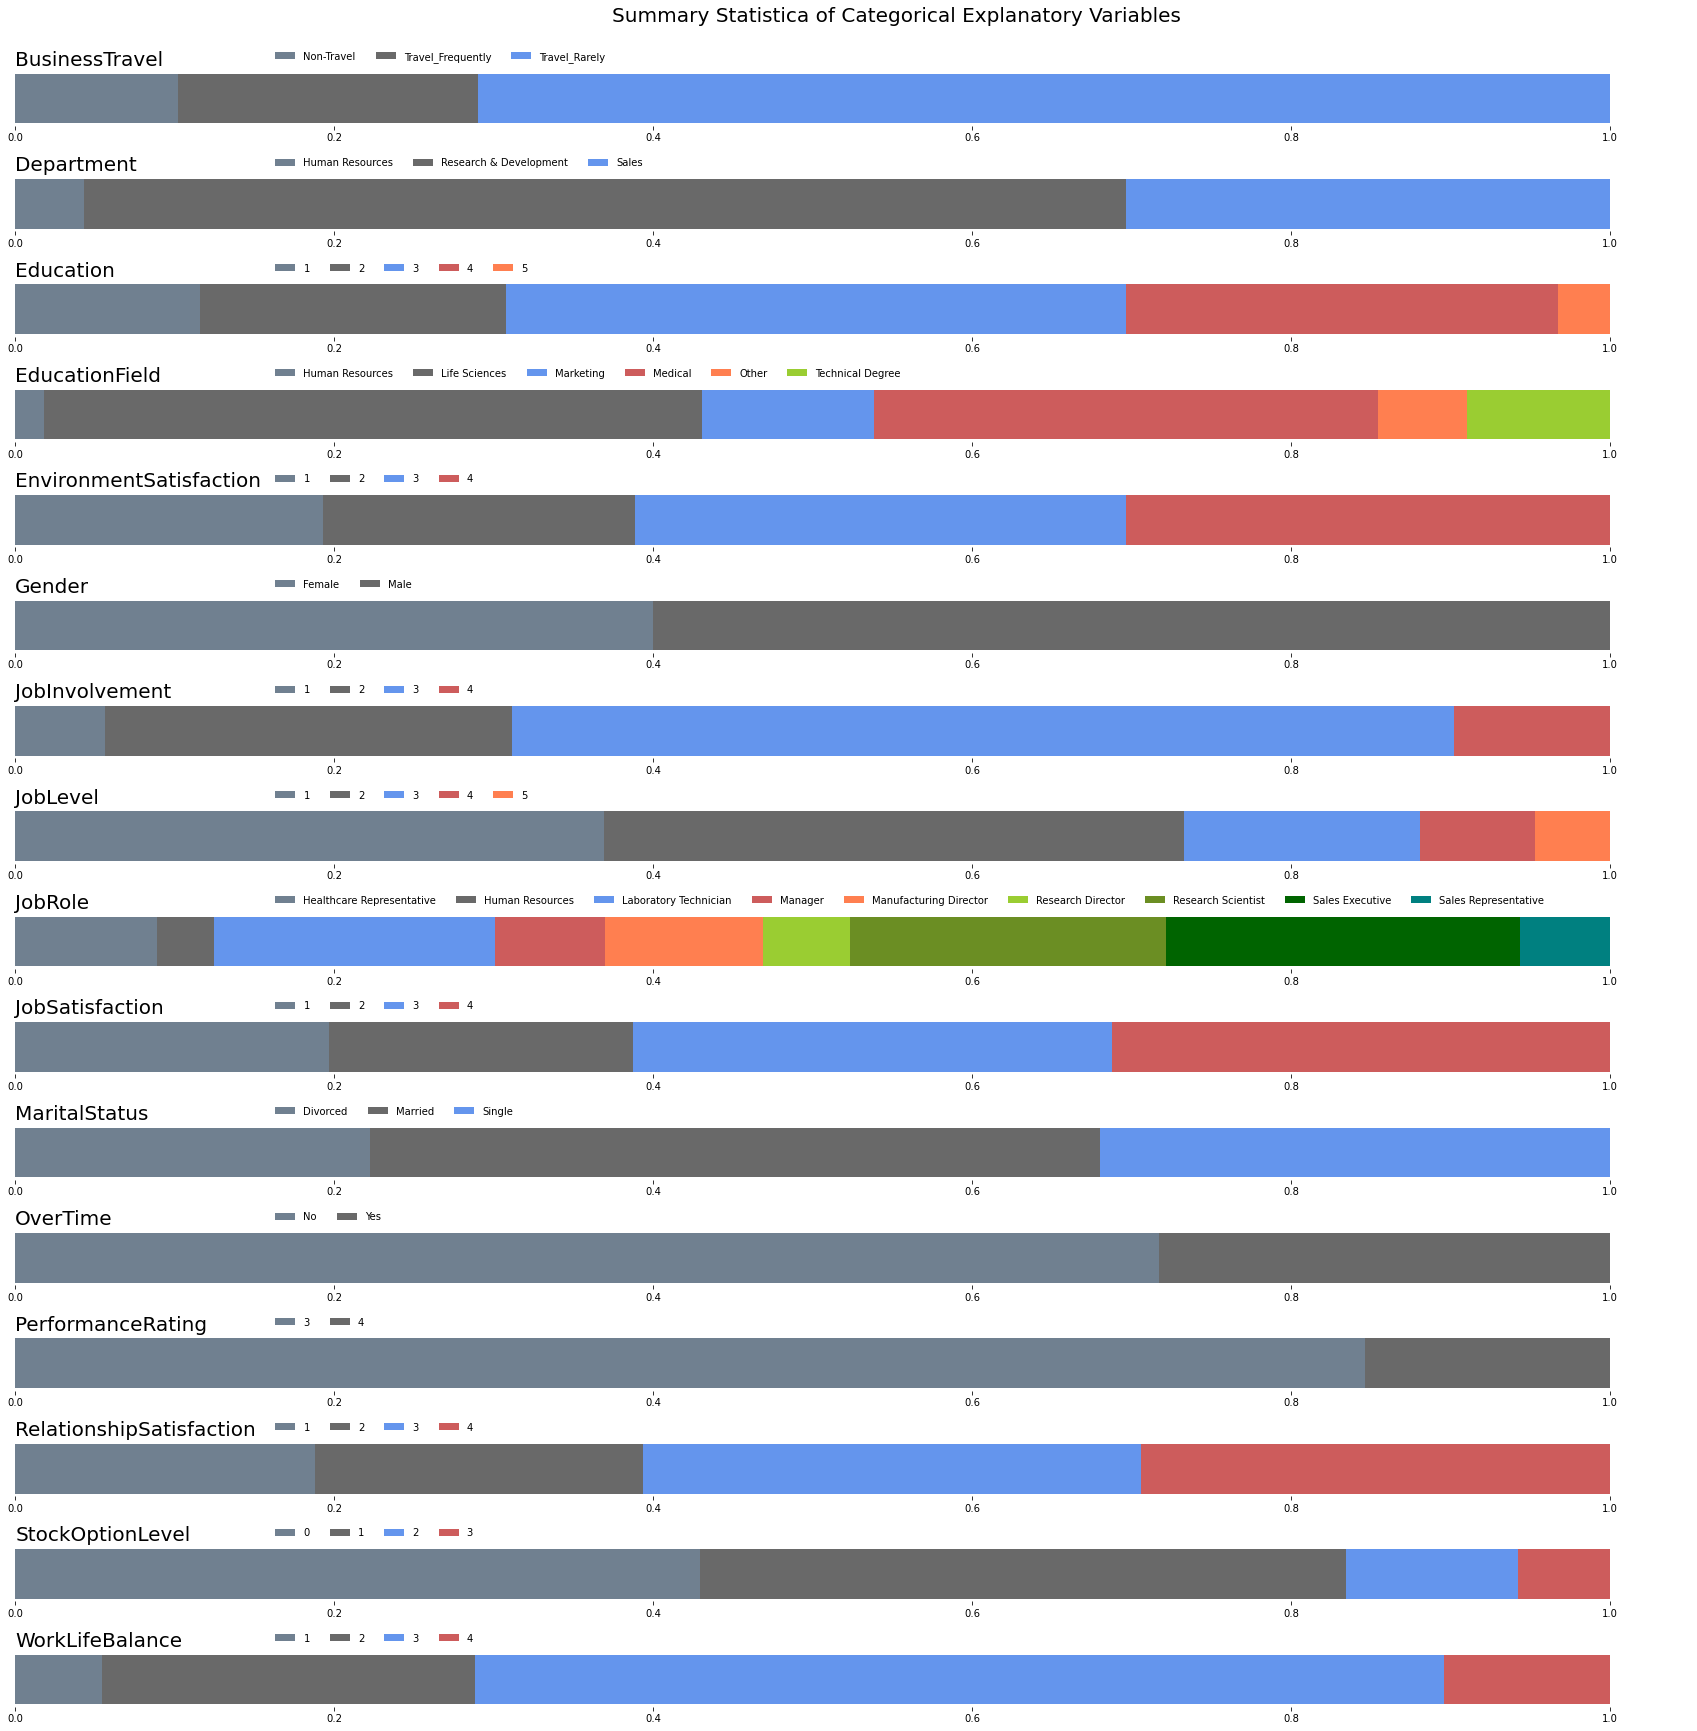 Summary Statistica of Categorical Explanatory Variables
BusinessTravel Non-Travel Travel_Frequently Travel_Rarely
0.0 0.2 0.4 0.6 0.8 1.0
Department Human Resources Research & Development Sales
0.0 0.2 0.4 0.6 0.8 1.0
Education 1 2 3 4 5
0.0 0.2 0.4 0.6 0.8 1.0
EducationField Human Resources Life Sciences Marketing Medical Other Technical Degree
0.0 0.2 0.4 0.6 0.8 1.0
EnvironmentSatisfaction 1 2 3 4
0.0 0.2 0.4 0.6 0.8 1.0
Gender Female Male
0.0 0.2 0.4 0.6 0.8 1.0
JobInvolvement 1 2 3 4
0.0 0.2 0.4 0.6 0.8 1.0
JobLevel 1 2 3 4 5
0.0 0.2 0.4 0.6 0.8 1.0
JobRole Healthcare Representative Human Resources Laboratory Technician Manager Manufacturing Director Research Director Research Scientist Sales Executive Sales Representative
0.0 0.2 0.4 0.6 0.8 1.0
JobSatisfaction 1 2 3 4
0.0 0.2 0.4 0.6 0.8 1.0
MaritalStatus Divorced Married Single
0.0 0.2 0.4 0.6 0.8 1.0
OverTime No Yes
0.0 0.2 0.4 0.6 0.8 1.0
PerformanceRating 3 4
0.0 0.2 0.4 0.6 0.8 1.0
RelationshipSatisfaction 1 2 3 4
0.0 0.2 0.4 0.6 0.8 1.0
StockOptionLevel 0 1 2 3
0.0 0.2 0.4 0.6 0.8 1.0
WorkLifeBalance 1 2 3 4
0.0 0.2 0.4 0.6 0.8 1.0